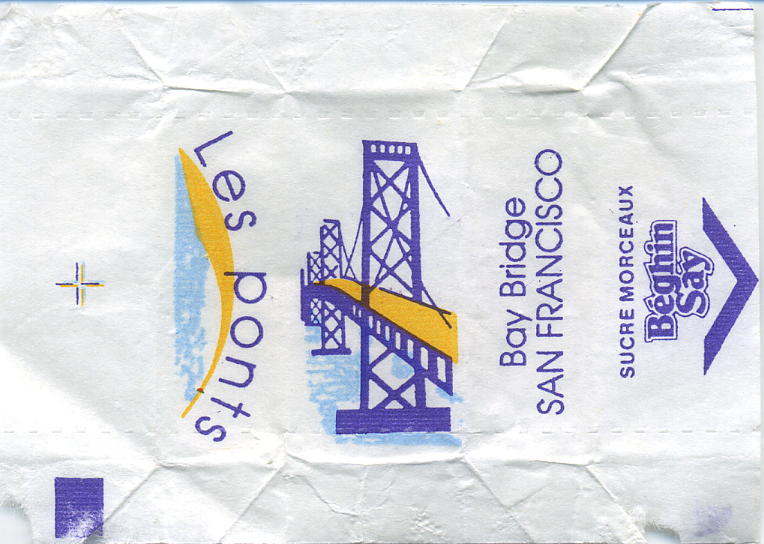 Les ponts
Bay Bridge
SAN FRANCISCO
SUCRE MORCEAUX
Béghin
Say